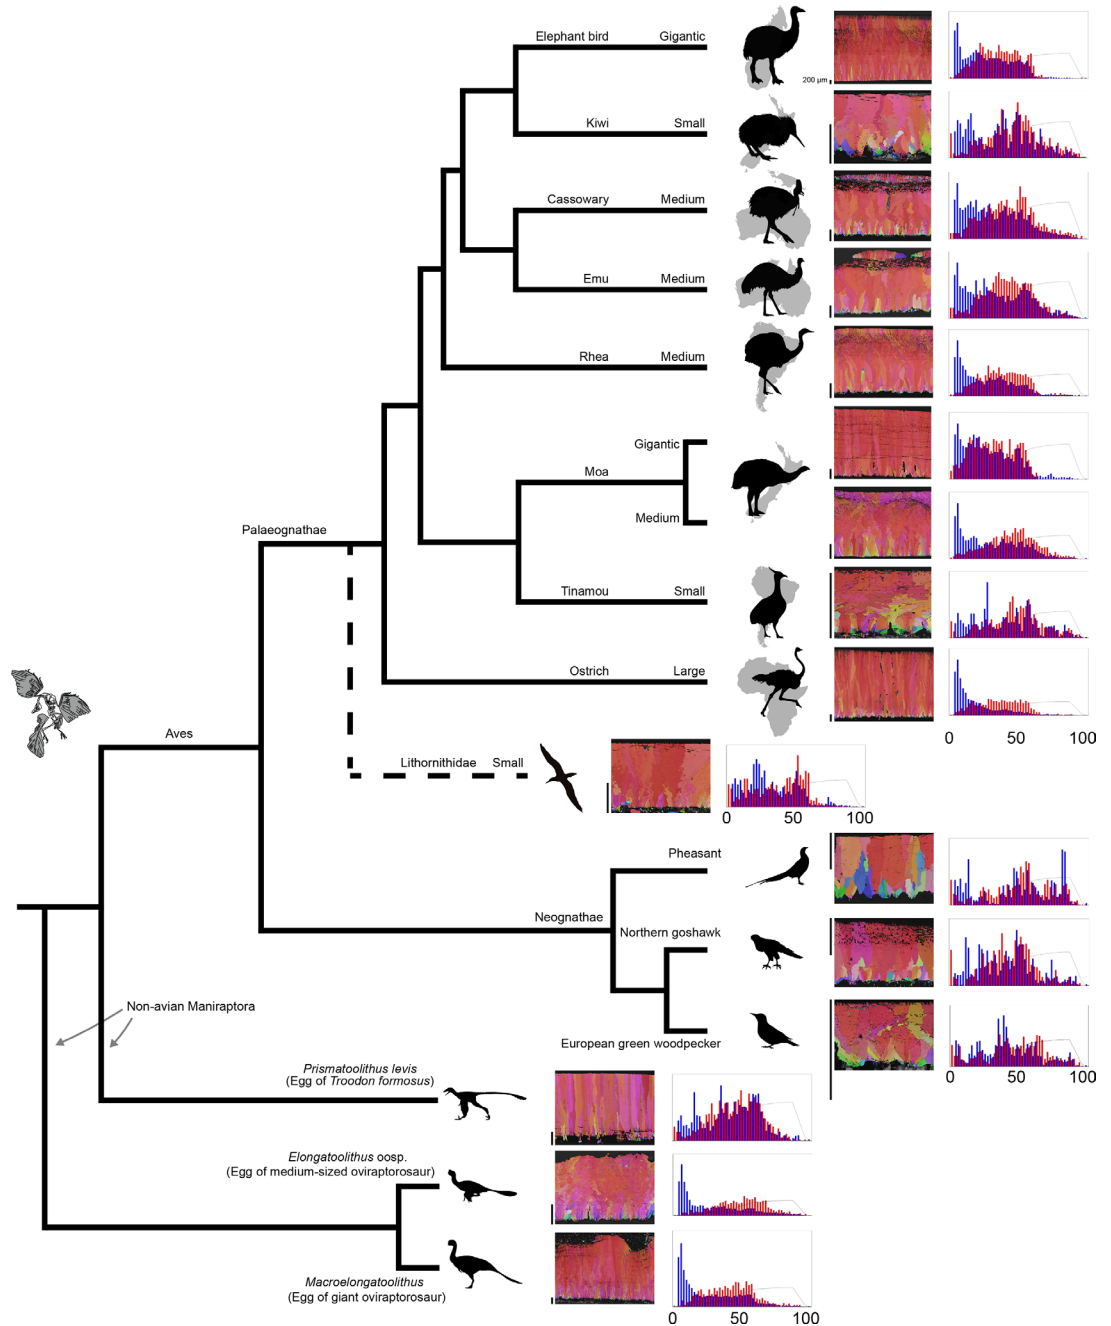 Elephant bird Gigantic
200 μm
Kiwi Small
Cassowary Medium
Emu Medium
Rhea Medium
Gigantic
Moa
Medium
Palaeognathae
Tinamou Small
Ostrich Large
0 50 100
Aves
Lithornithidae Small
0 50 100
Pheasant
Neognathae
Northern goshawk
Non-avian Maniraptora
European green woodpecker
0 50 100
Prismatoolithus levis
(Egg of Troodon formosus)
Elongatoolithus oosp.
(Egg of medium-sized oviraptorosaur)
Macroelongatoolithus
(Egg of giant oviraptorosaur)
0 50 100